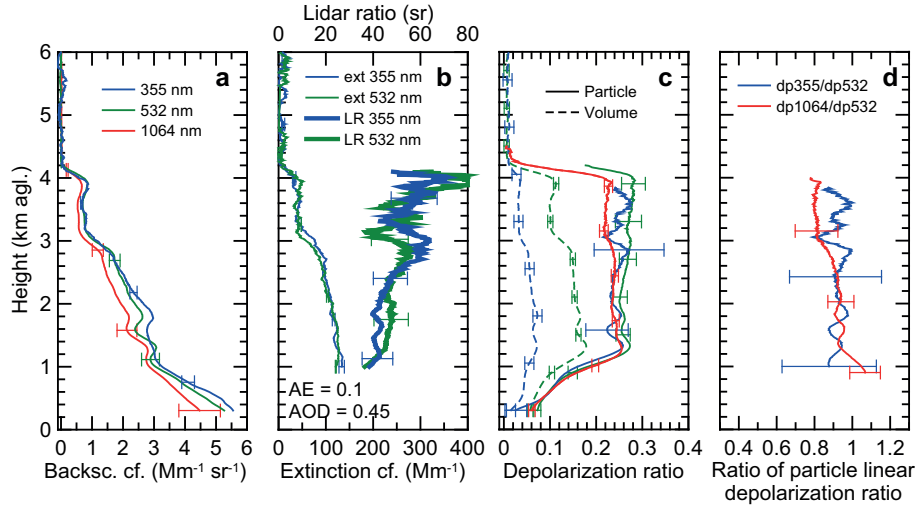 Lidar ratio (sr)
0 20 40 60 80
6 a b c d
355 nm
532 nm
1064 nm
ext 355 nm
ext 532 nm
LR 355 nm
LR 532 nm
Particle
Volume
dp355/dp532
dp1064/dp532
5
4
3
2
1
0
Height (km agl.)
AE = 0.1
AOD = 0.45
0 1 2 3 4 5 6
Backsc. cf. (Mm⁻¹ sr⁻¹)
0 100 200 300 400
Extinction cf. (Mm⁻¹)
0 0.1 0.2 0.3 0.4
Depolarization ratio
0.4 0.6 0.8 1 1.2
Ratio of particle linear
depolarization ratio